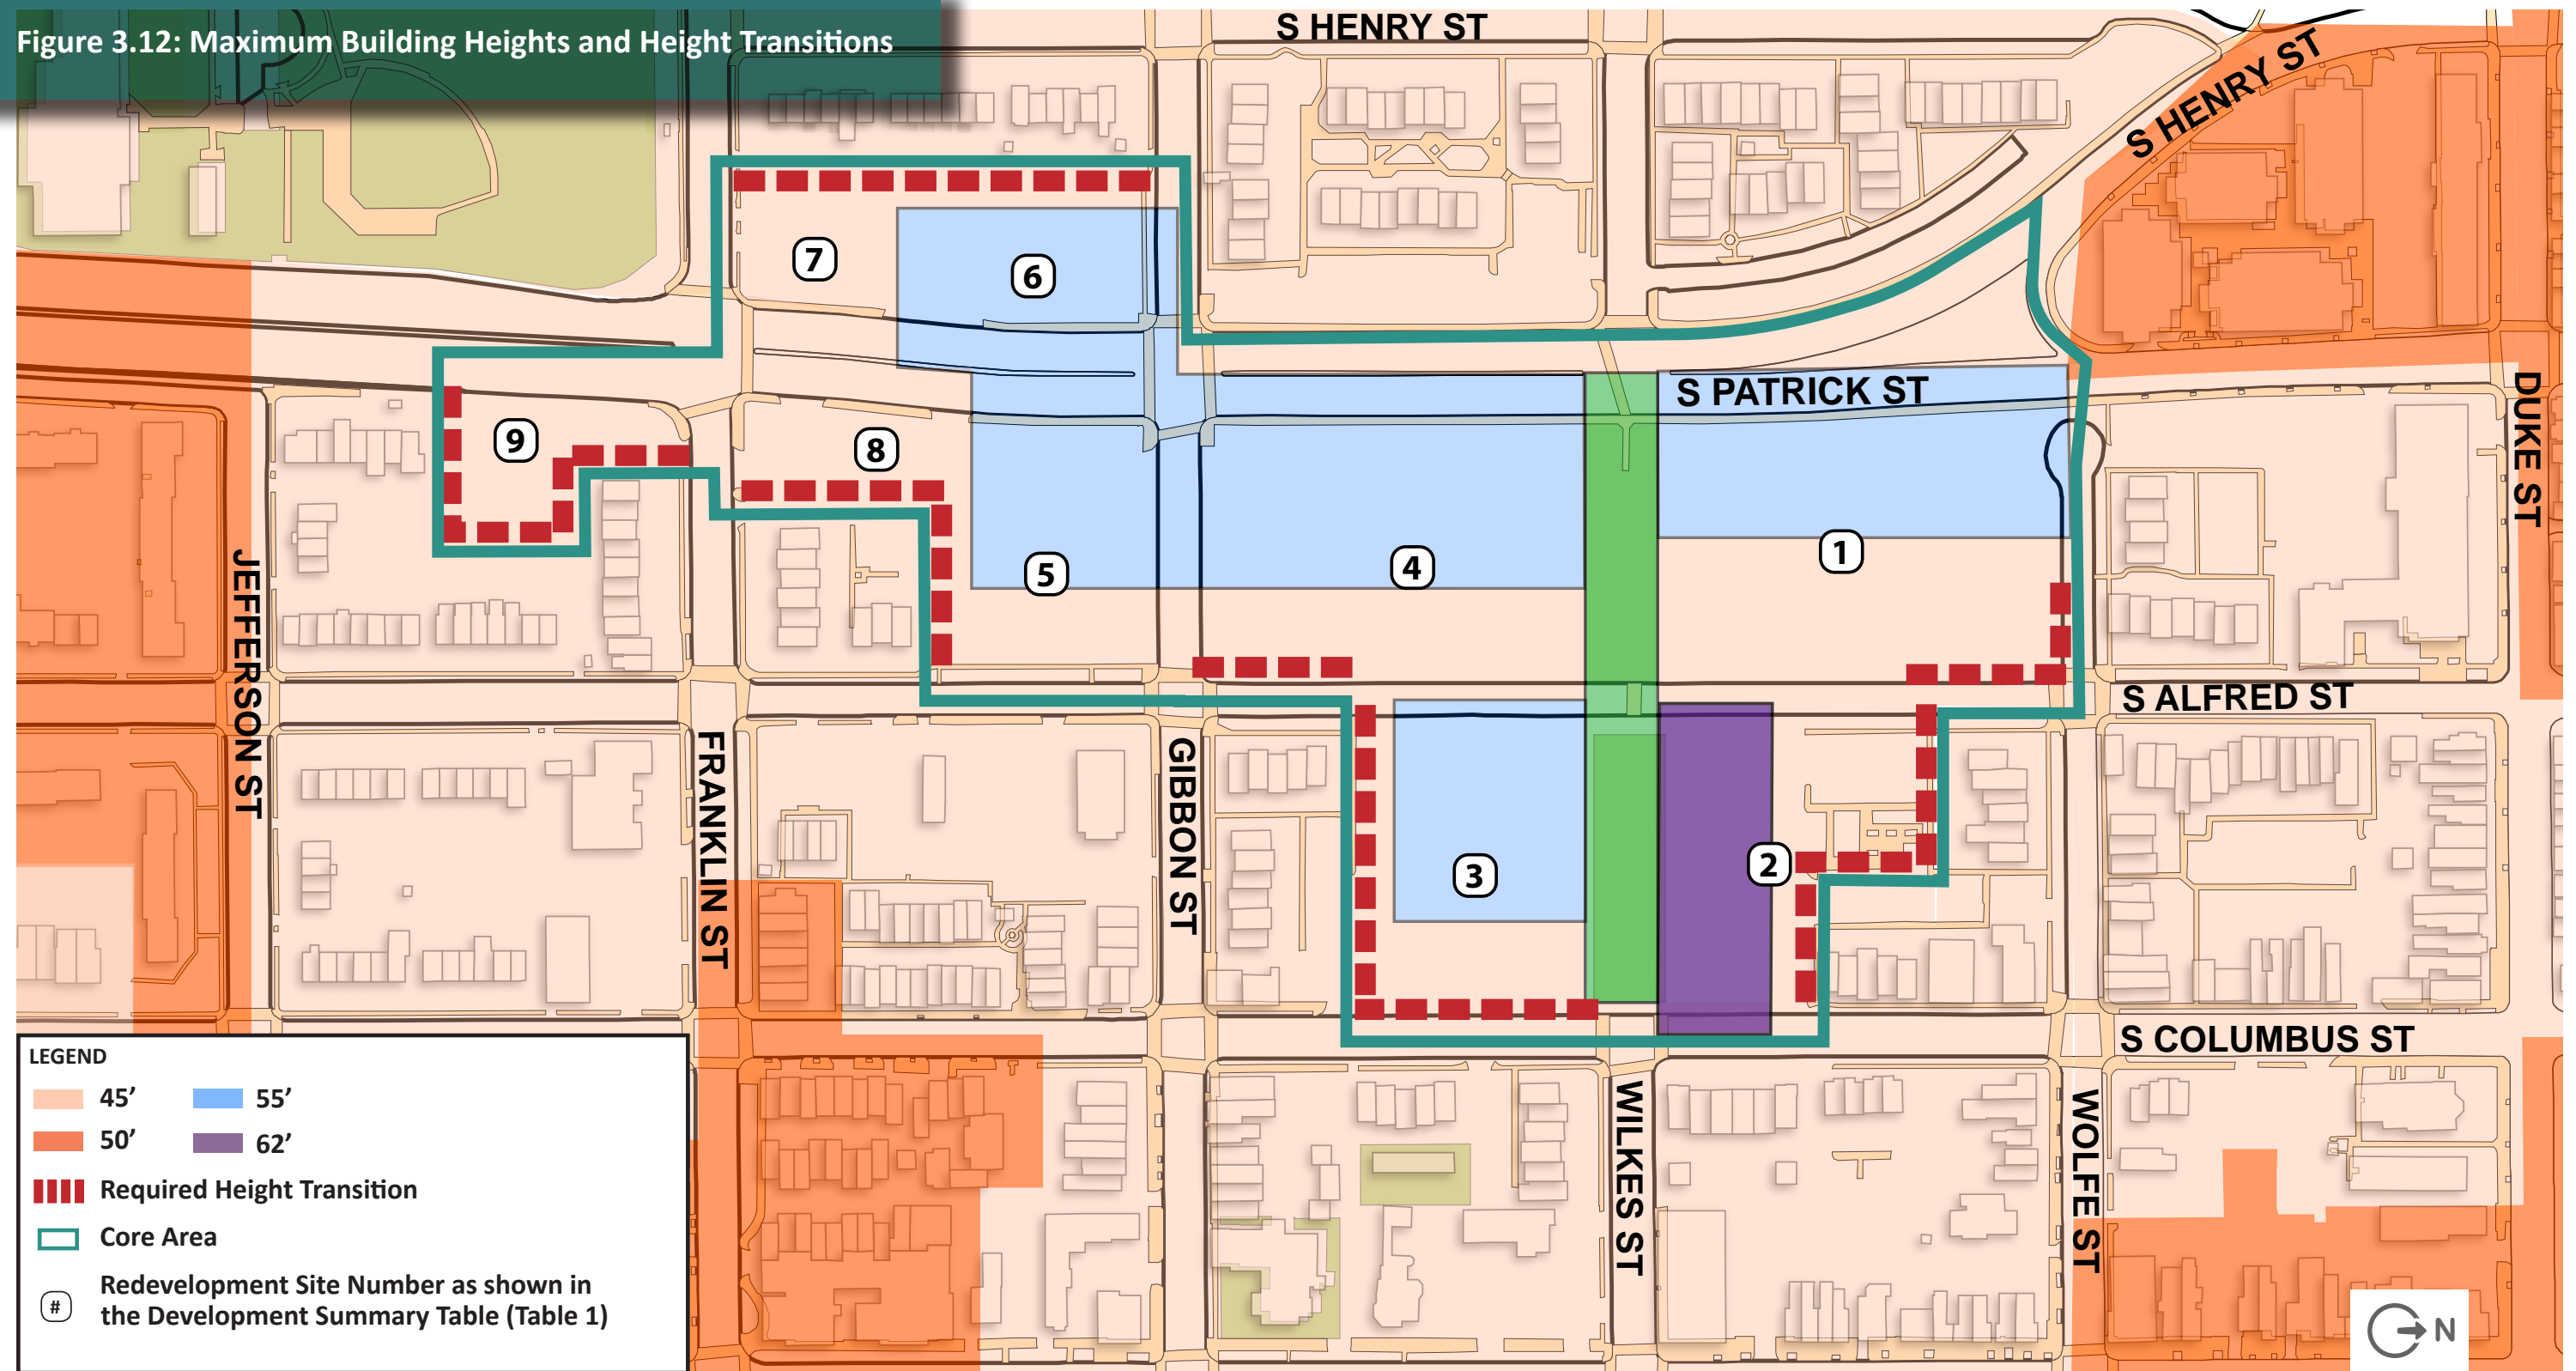 Figure 3.12: Maximum Building Heights and Height Transitions
S HENRY ST
S HENRY ST
7
6
S PATRICK ST
DUKE ST
9
8
5
4
1
JEFFERSON ST
S ALFRED ST
FRANKLIN ST
GIBBON ST
3
2
S COLUMBUS ST
WILKES ST
WOLFE ST
LEGEND
45’
55’
50’
62’
Required Height Transition
Core Area
#
Redevelopment Site Number as shown in
the Development Summary Table (Table 1)
N